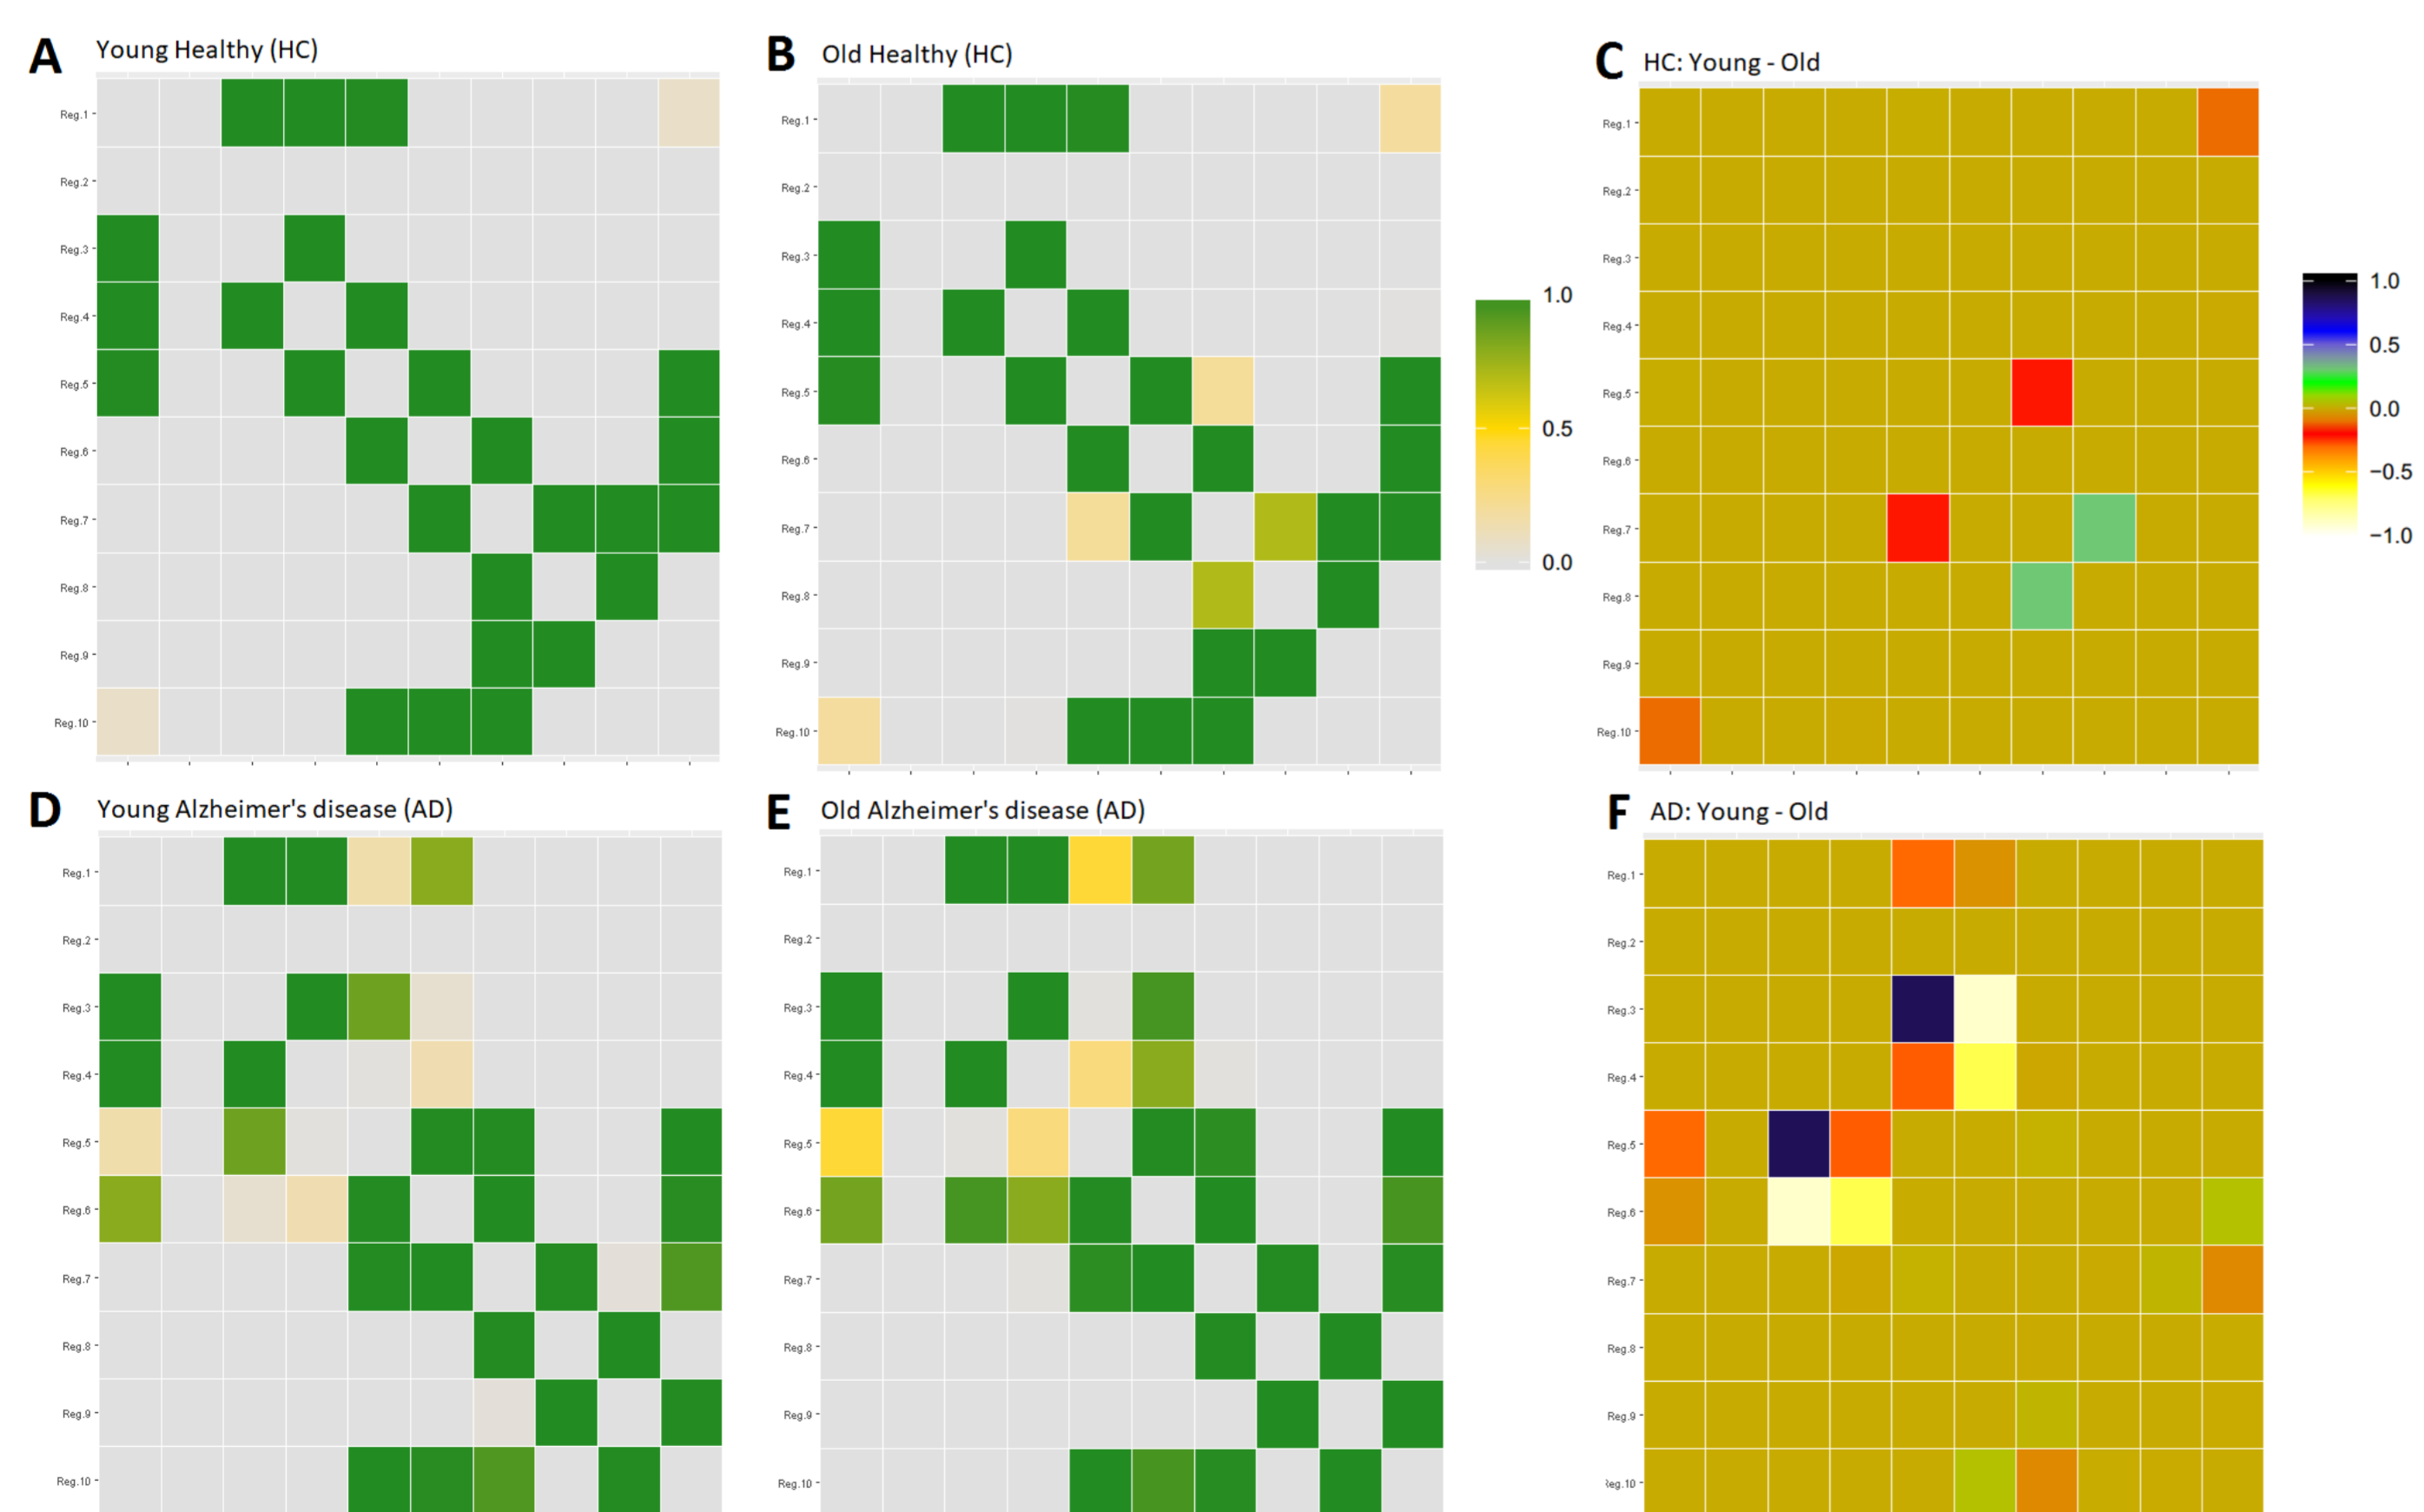 A Young Healthy (HC)
Reg.1
Reg.2
Reg.3
Reg.4
Reg.5
Reg.6
Reg.7
Reg.8
Reg.9
Reg.10
B Old Healthy (HC)
Reg.1
Reg.2
Reg.3
Reg.4
Reg.5
Reg.6
Reg.7
Reg.8
Reg.9
Reg.10
1.0
0.5
0.0
C HC: Young - Old
Reg.1
Reg.2
Reg.3
Reg.4
Reg.5
Reg.6
Reg.7
Reg.8
Reg.9
Reg.10
1.0
0.5
0.0
−0.5
−1.0
D Young Alzheimer's disease (AD)
Reg.1
Reg.2
Reg.3
Reg.4
Reg.5
Reg.6
Reg.7
Reg.8
Reg.9
Reg.10
E Old Alzheimer's disease (AD)
Reg.1
Reg.2
Reg.3
Reg.4
Reg.5
Reg.6
Reg.7
Reg.8
Reg.9
Reg.10
F AD: Young - Old
Reg.1
Reg.2
Reg.3
Reg.4
Reg.5
Reg.6
Reg.7
Reg.8
Reg.9
Reg.10